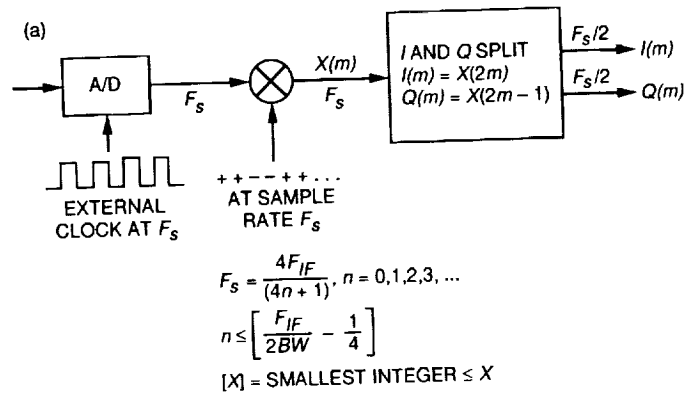 (a)
A/D
F_s
X(m)
F_s
I AND Q SPLIT
I(m) = X(2m)
Q(m) = X(2m – 1)
F_s/2
I(m)
F_s/2
Q(m)
EXTERNAL
CLOCK AT F_s
+ + – – + + . . .
AT SAMPLE
RATE F_s
F_s = 4F_IF / (4n + 1), n = 0,1,2,3, ...
n ≤ [F_IF / 2BW – 1/4]
[X] = SMALLEST INTEGER ≤ X